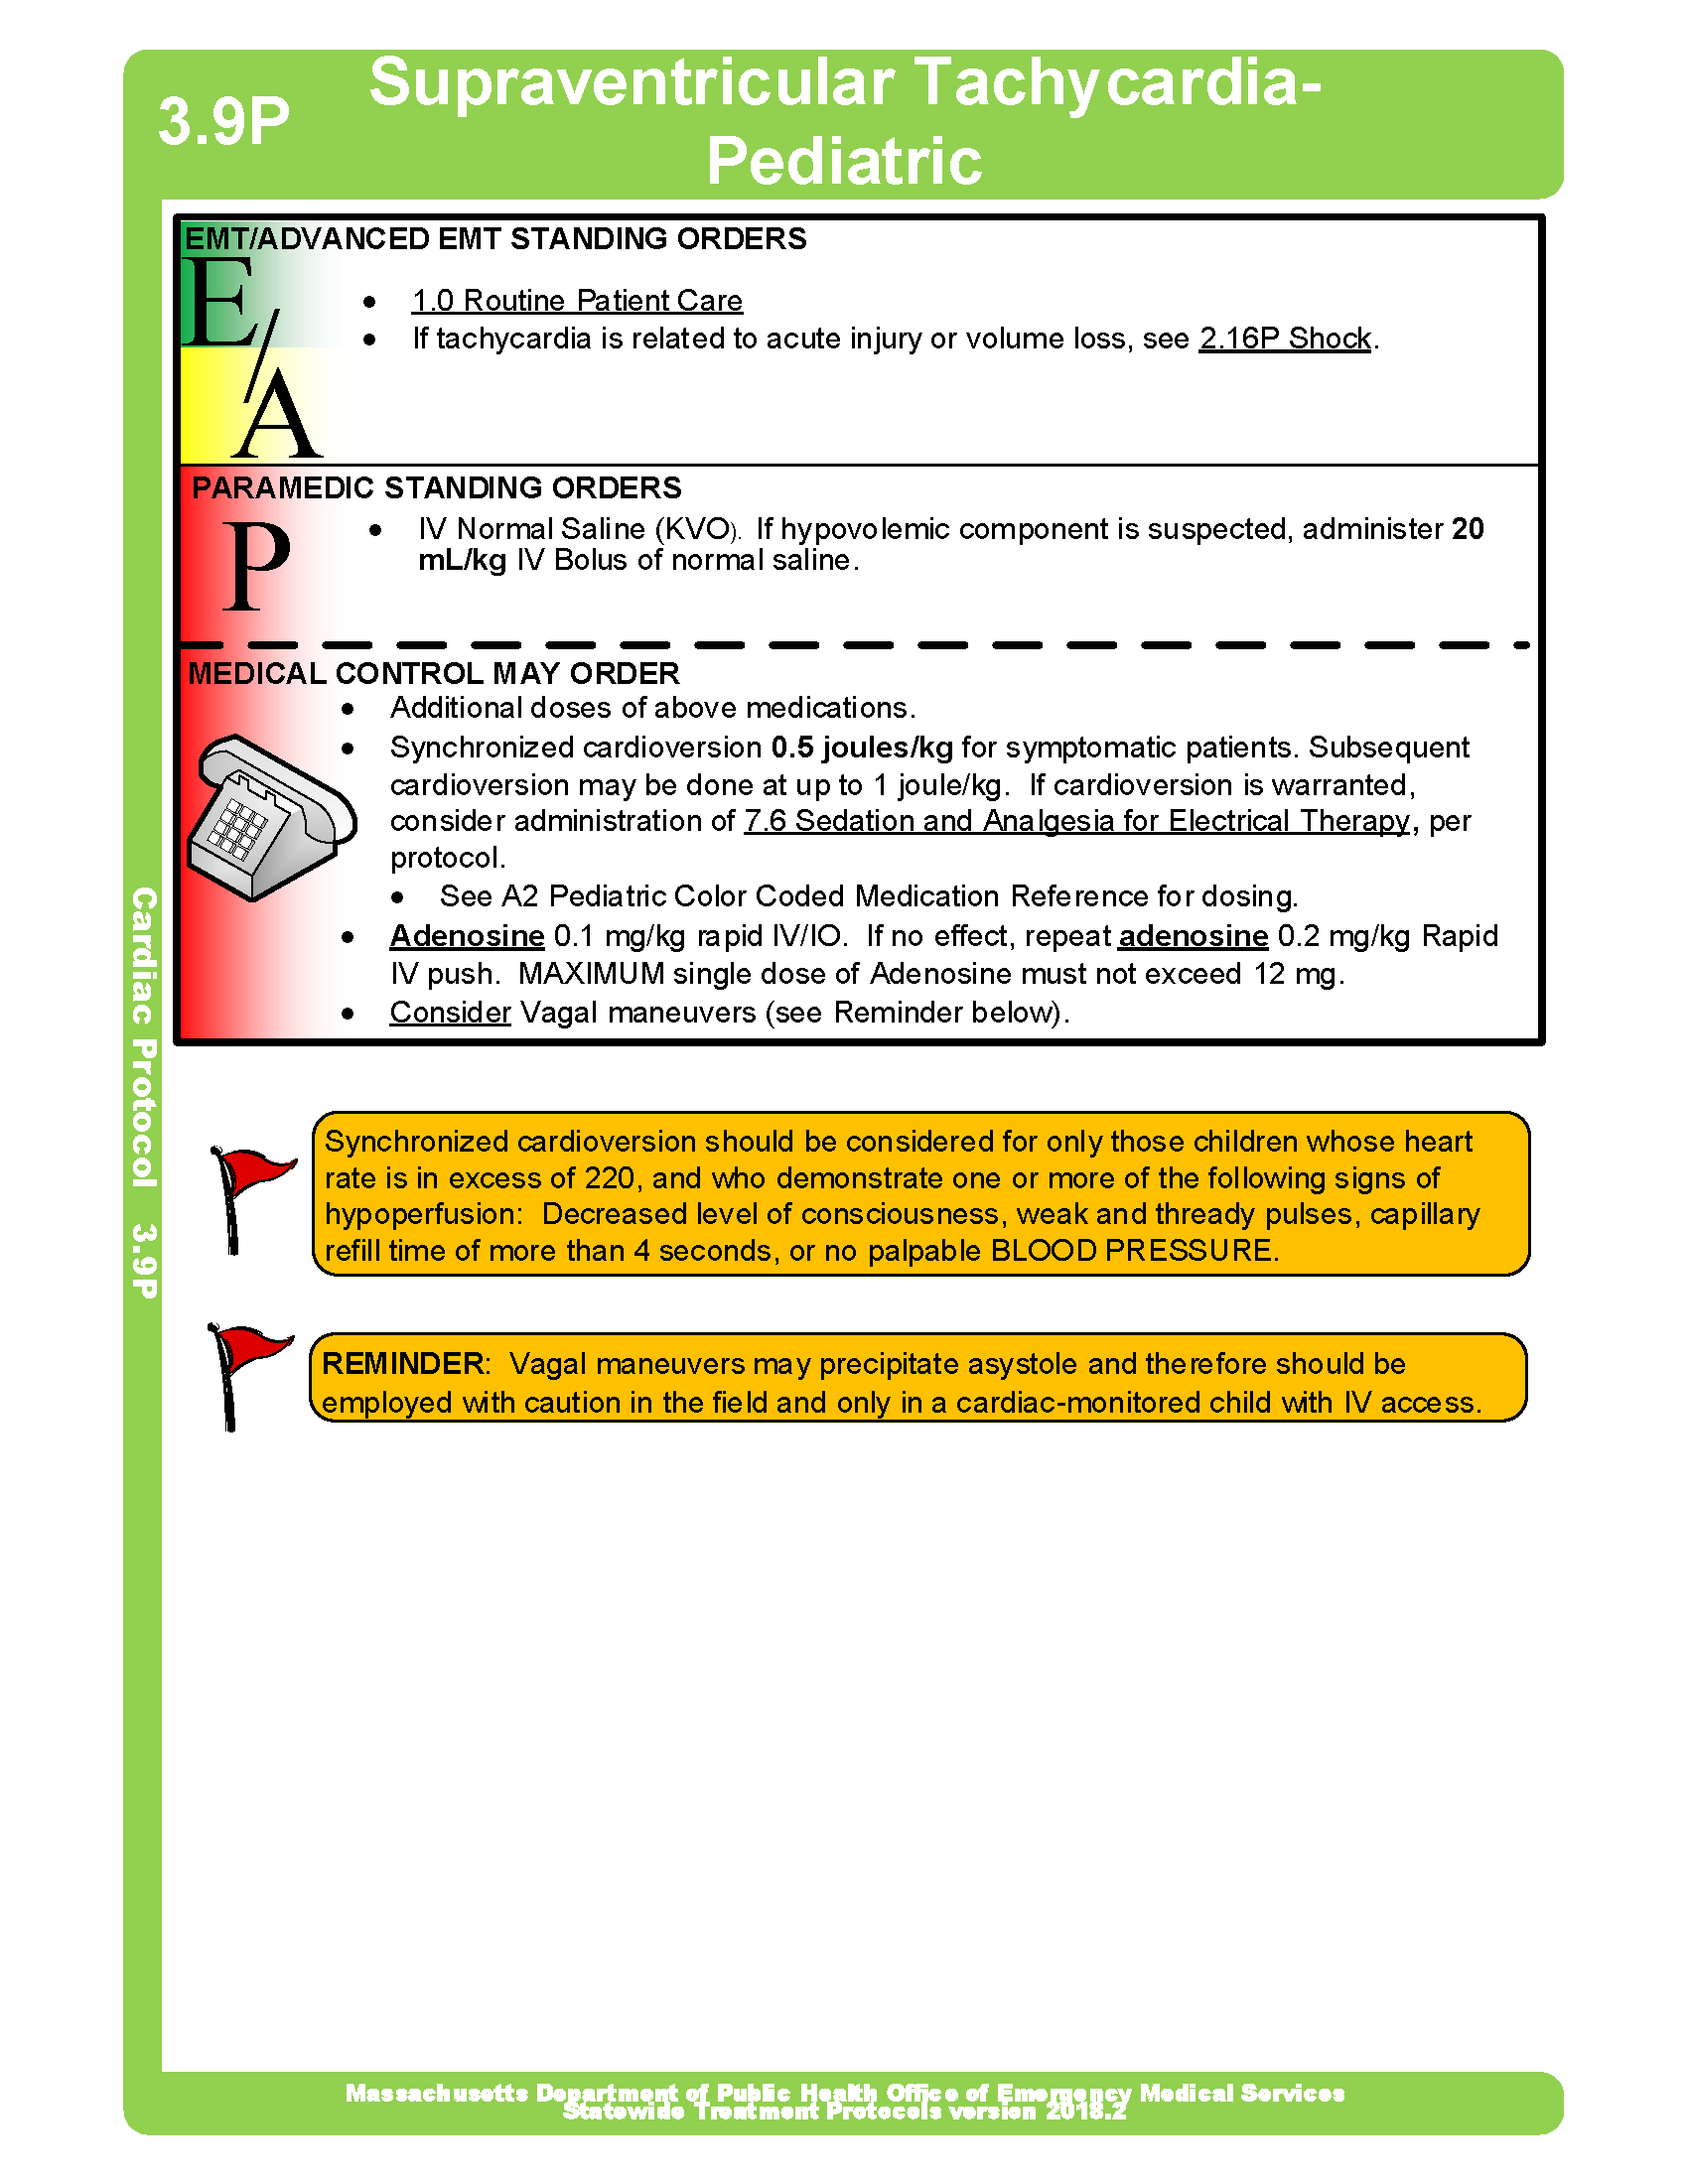 3.9P
Supraventricular Tachycardia-
Pediatric
EMT/ADVANCED EMT STANDING ORDERS
E/A
• 1.0 Routine Patient Care
• If tachycardia is related to acute injury or volume loss, see 2.16P Shock.
PARAMEDIC STANDING ORDERS
P
• IV Normal Saline (KVO). If hypovolemic component is suspected, administer 20
mL/kg IV Bolus of normal saline.
MEDICAL CONTROL MAY ORDER
• Additional doses of above medications.
• Synchronized cardioversion 0.5 joules/kg for symptomatic patients. Subsequent
cardioversion may be done at up to 1 joule/kg. If cardioversion is warranted,
consider administration of 7.6 Sedation and Analgesia for Electrical Therapy, per
protocol.
• See A2 Pediatric Color Coded Medication Reference for dosing.
• Adenosine 0.1 mg/kg rapid IV/IO. If no effect, repeat adenosine 0.2 mg/kg Rapid
IV push. MAXIMUM single dose of Adenosine must not exceed 12 mg.
• Consider Vagal maneuvers (see Reminder below).
Synchronized cardioversion should be considered for only those children whose heart
rate is in excess of 220, and who demonstrate one or more of the following signs of
hypoperfusion: Decreased level of consciousness, weak and thready pulses, capillary
refill time of more than 4 seconds, or no palpable BLOOD PRESSURE.
REMINDER: Vagal maneuvers may precipitate asystole and therefore should be
employed with caution in the field and only in a cardiac-monitored child with IV access.
Cardiac Protocol 3.9P
Massachusetts Department of Public Health Office of Emergency Medical Services
Statewide Treatment Protocols version 2018.2